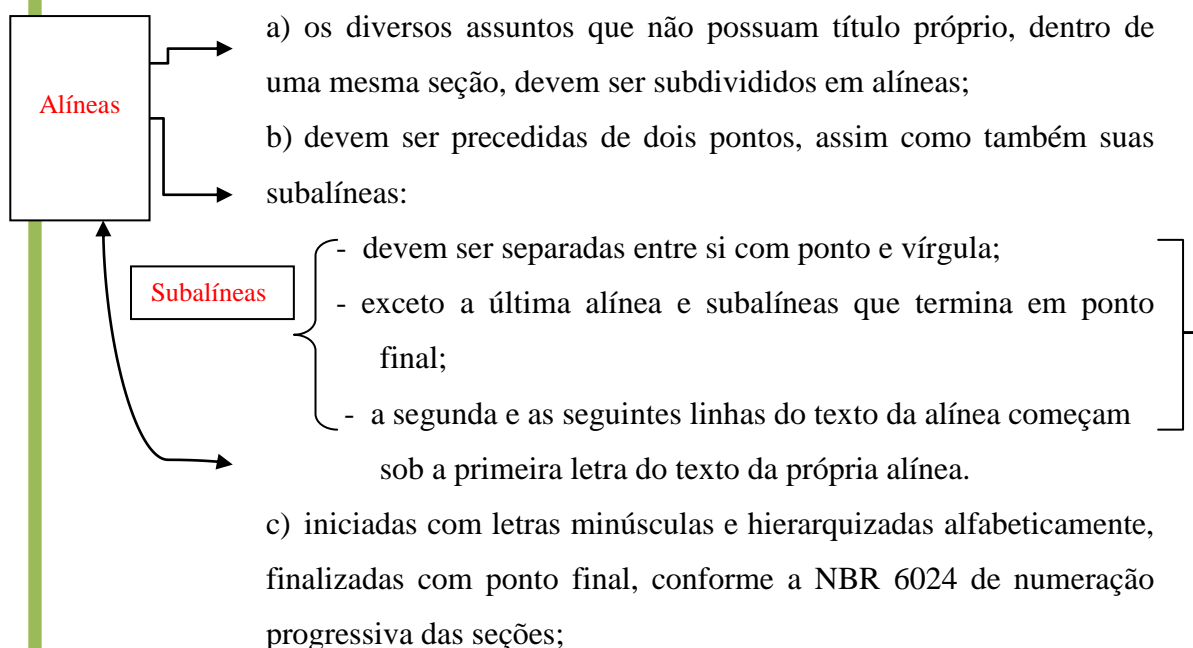 a) os diversos assuntos que não possuam título próprio, dentro de
uma mesma seção, devem ser subdivididos em alíneas;
Alíneas
b) devem ser precedidas de dois pontos, assim como também suas
subalíneas:
- devem ser separadas entre si com ponto e vírgula;
Subalíneas
- exceto a última alínea e subalíneas que termina em ponto
final;
- a segunda e as seguintes linhas do texto da alínea começam
sob a primeira letra do texto da própria alínea.
c) iniciadas com letras minúsculas e hierarquizadas alfabeticamente,
finalizadas com ponto final, conforme a NBR 6024 de numeração
progressiva das seções;